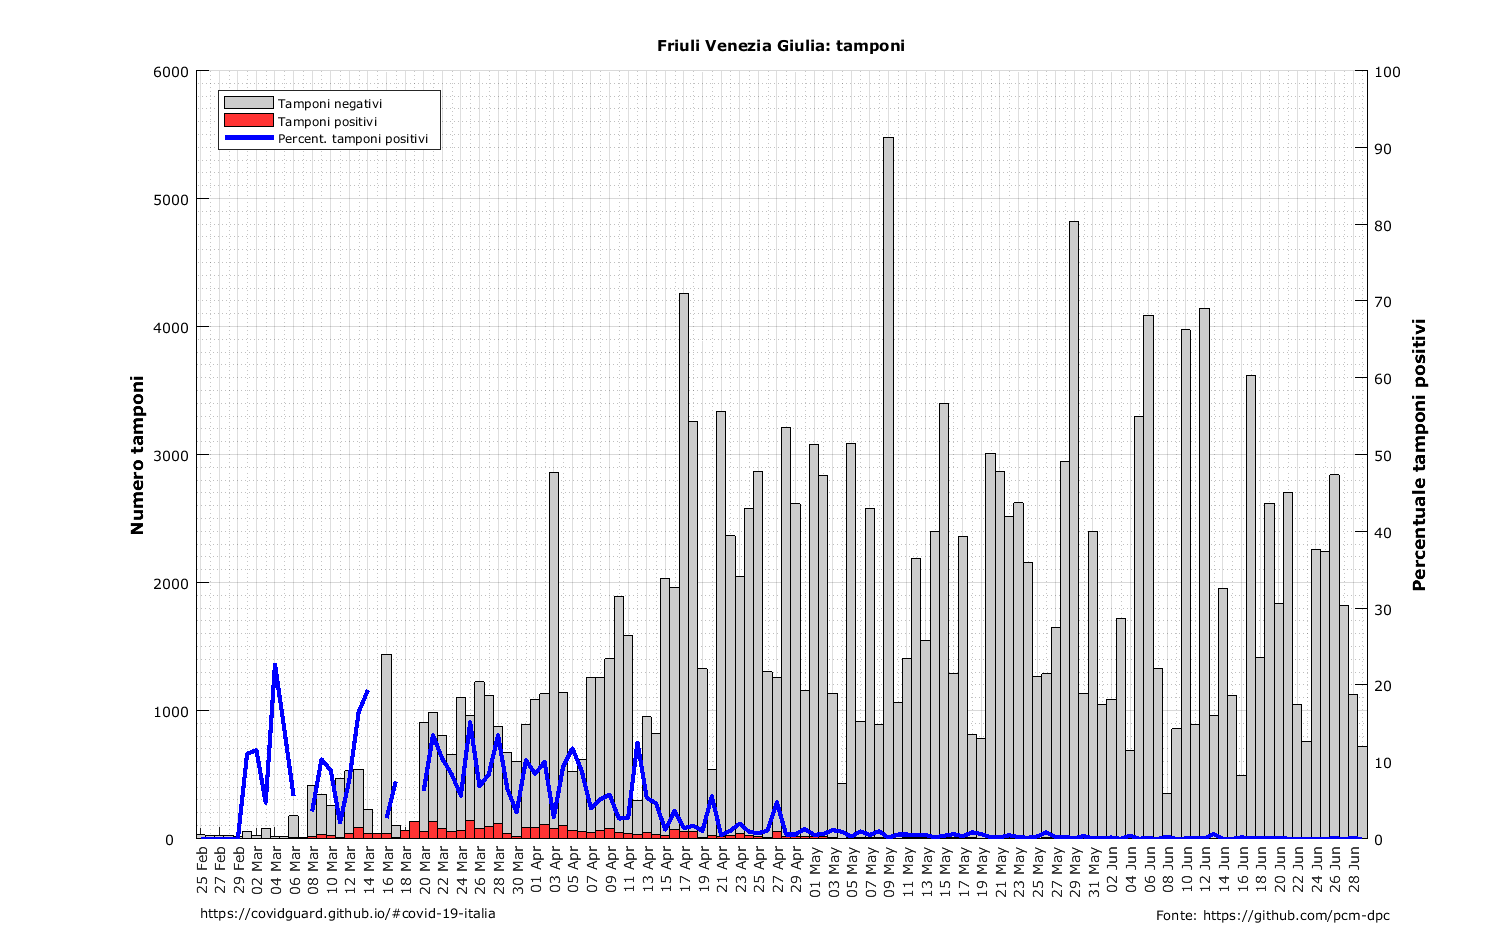 Friuli Venezia Giulia: tamponi
Tamponi negativi
Tamponi positivi
Percent. tamponi positivi
Numero tamponi
6000
5000
4000
3000
2000
1000
0
Percentuale tamponi positivi
100
90
80
70
60
50
40
30
20
10
0
25 Feb
27 Feb
29 Feb
02 Mar
04 Mar
06 Mar
08 Mar
10 Mar
12 Mar
14 Mar
16 Mar
18 Mar
20 Mar
22 Mar
24 Mar
26 Mar
28 Mar
30 Mar
01 Apr
03 Apr
05 Apr
07 Apr
09 Apr
11 Apr
13 Apr
15 Apr
17 Apr
19 Apr
21 Apr
23 Apr
25 Apr
27 Apr
29 Apr
01 May
03 May
05 May
07 May
09 May
11 May
13 May
15 May
17 May
19 May
21 May
23 May
25 May
27 May
29 May
31 May
02 Jun
04 Jun
06 Jun
08 Jun
10 Jun
12 Jun
14 Jun
16 Jun
18 Jun
20 Jun
22 Jun
24 Jun
26 Jun
28 Jun
https://covidguard.github.io/#covid-19-italia
Fonte: https://github.com/pcm-dpc